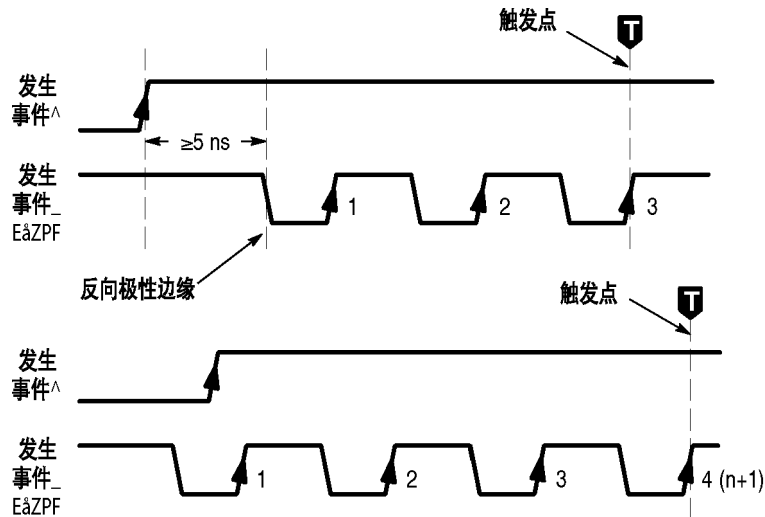 触发点
T
发生
事件^
≥5 ns
发生
事件_
EåZPF
1
2
3
反向极性边缘
触发点
T
发生
事件^
发生
事件_
EåZPF
1
2
3
4 (n+1)